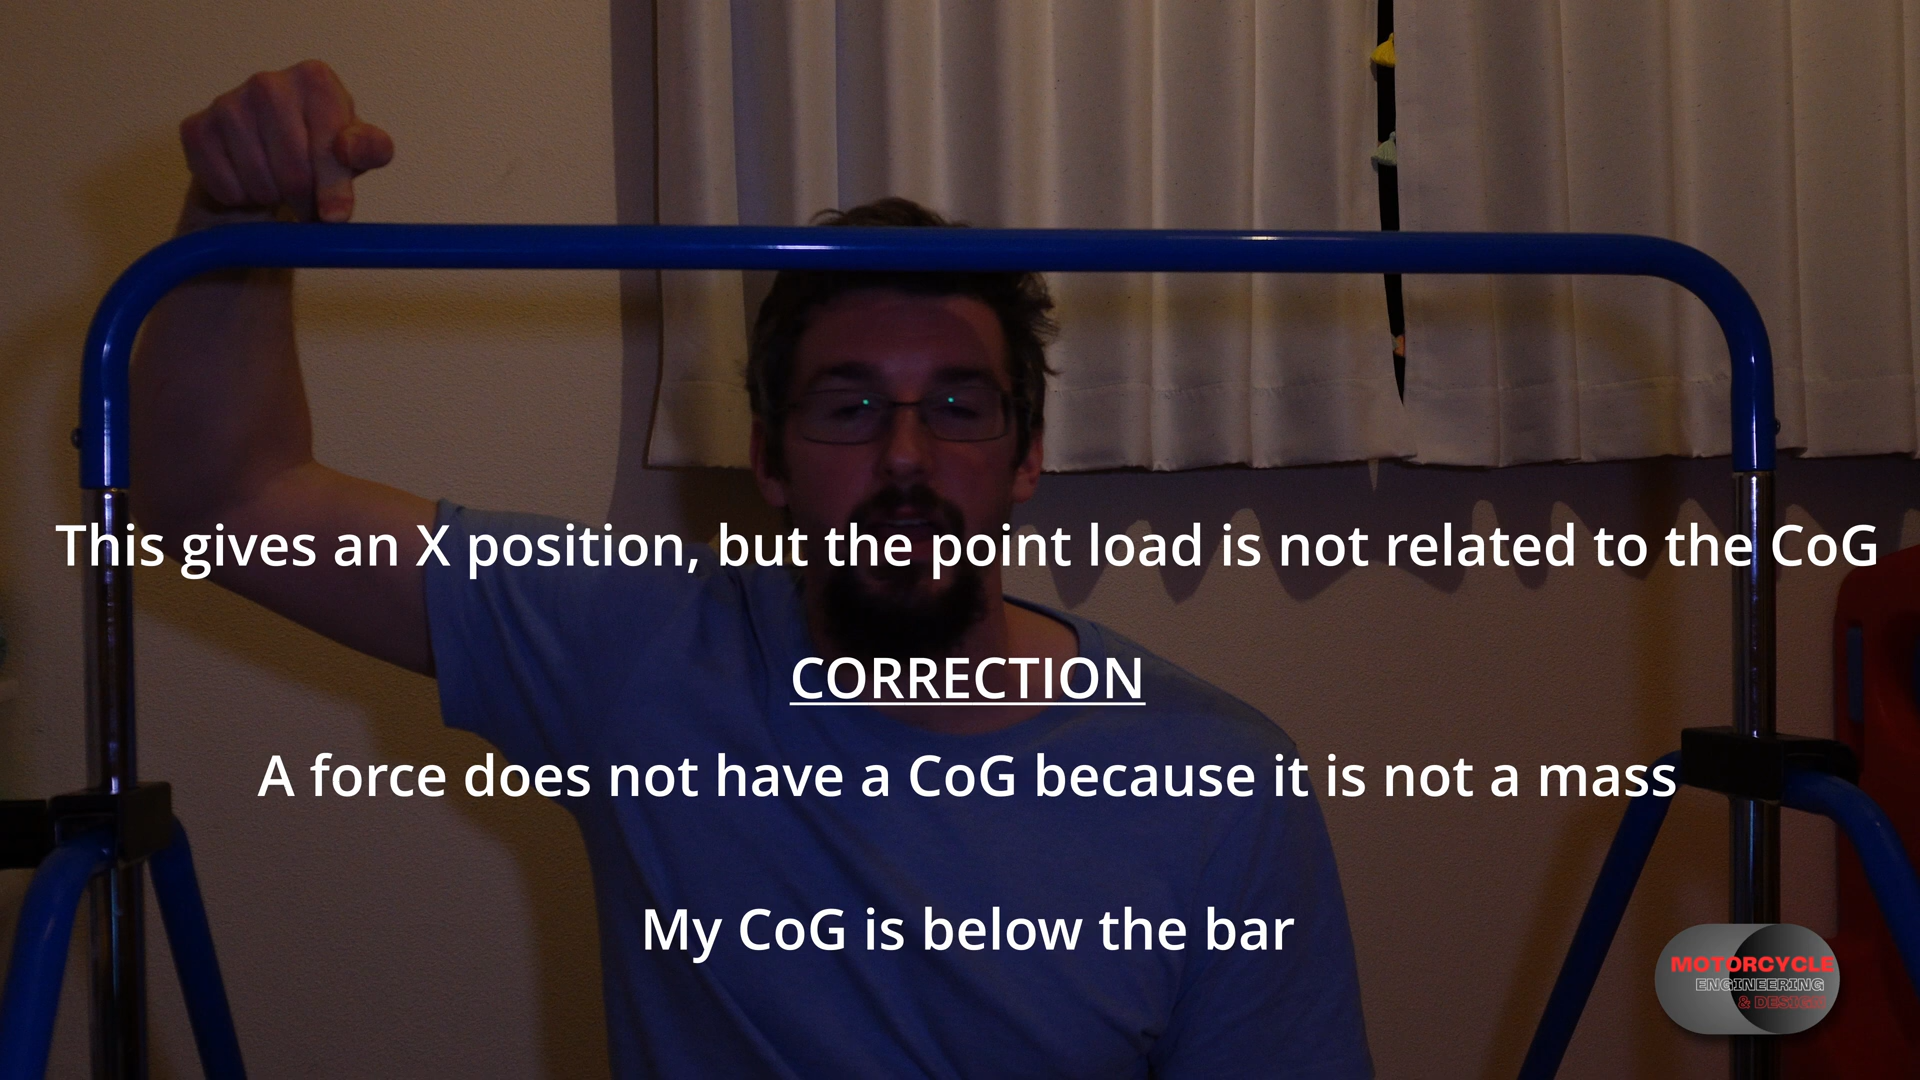 This gives an X position, but the point load is not related to the CoG
CORRECTION
A force does not have a CoG because it is not a mass
My CoG is below the bar
MOTORCYCLE
ENGINEERING
& DESIGN